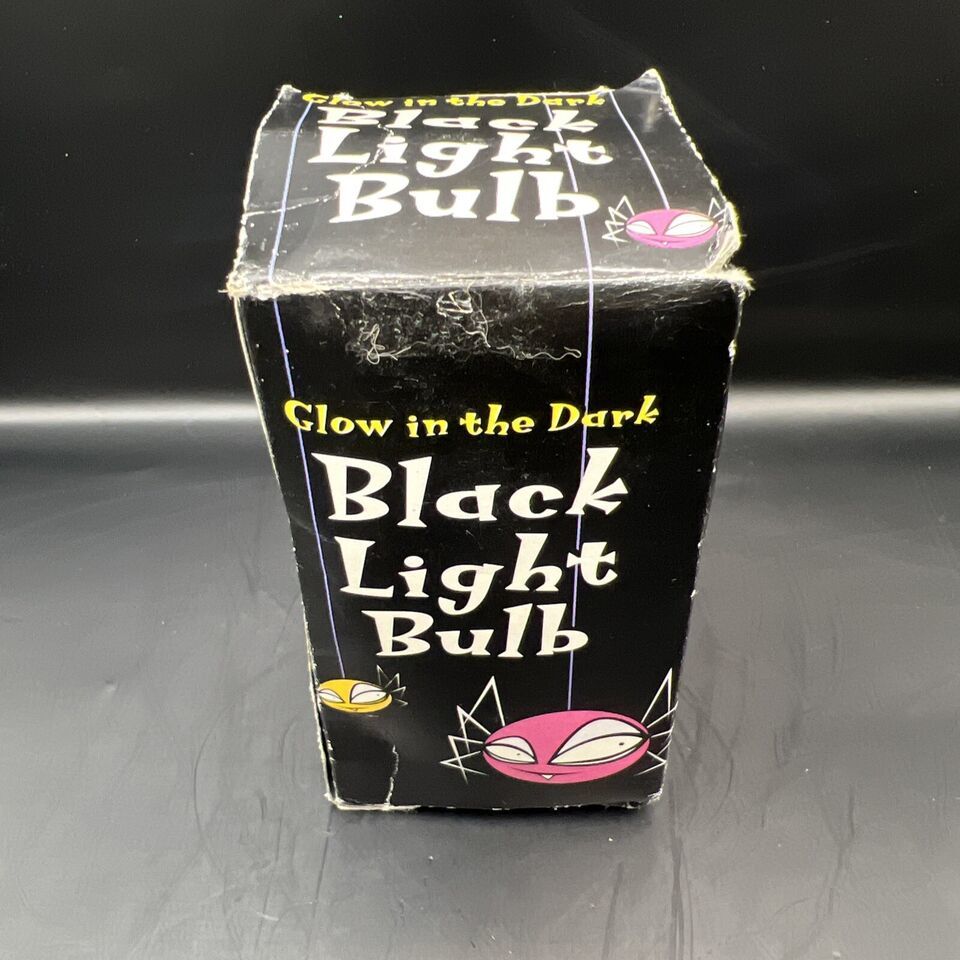 Glow in the Dark
Black
Light
Bulb
Glow in the Dark
Black
Light
Bulb